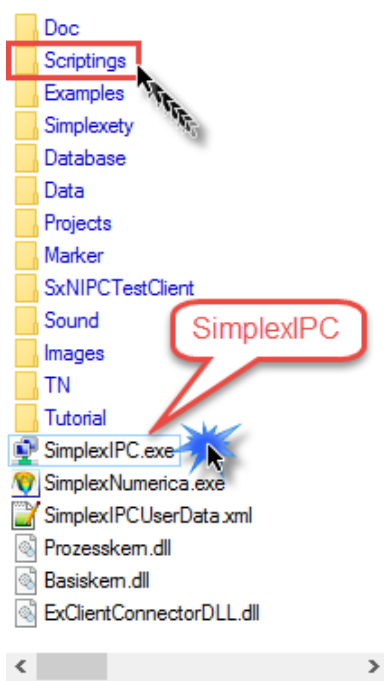 Doc
Scriptings
Examples
Simplexety
Database
Data
Projects
Marker
SxNIPCTestClient
Sound
SimplexIPC
Images
TN
Tutorial
SimplexIPC.exe
SimplexNumerica.exe
SimplexIPCUserData.xml
Prozesskern.dll
Basiskern.dll
ExClientConnectorDLL.dll